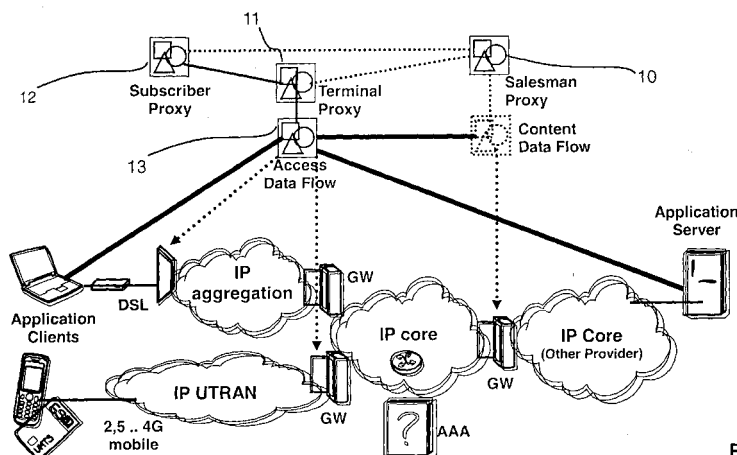 11
12
Subscriber
Proxy
Terminal
Proxy
Salesman
Proxy
10
13
Access
Data Flow
Content
Data Flow
Application
Server
DSL
IP
aggregation
GW
Application
Clients
IP core
GW
IP Core
(Other Provider)
IP UTRAN
GW
2,5 .. 4G
mobile
UMTS
?
AAA